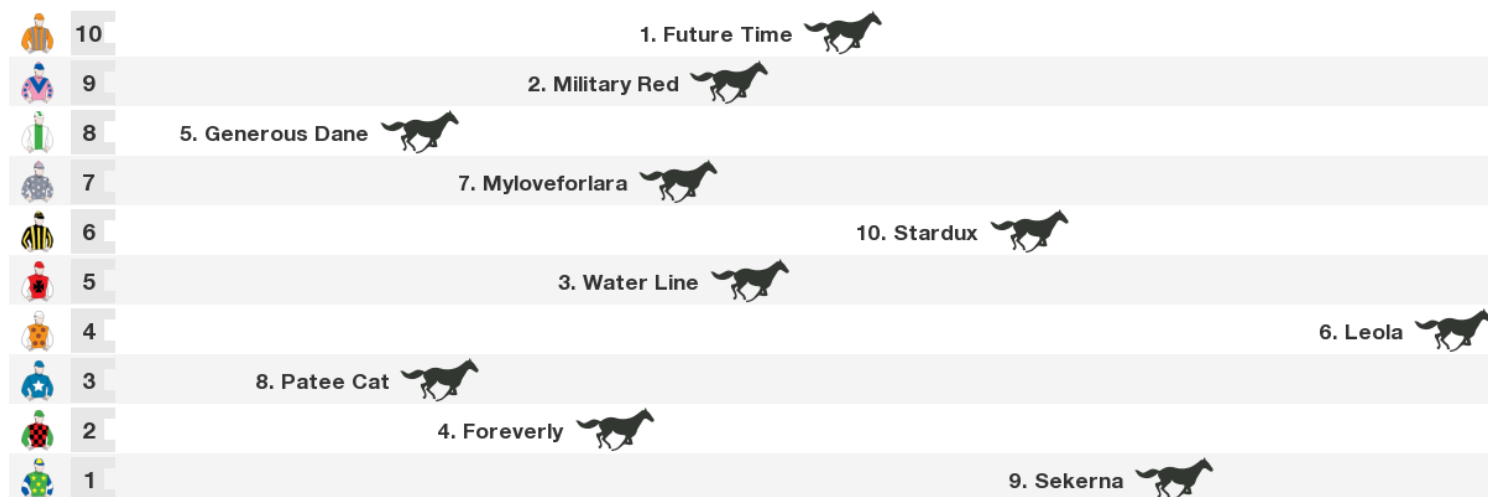 10 1. Future Time
9 2. Military Red
8 5. Generous Dane
7 7. Myloveforlara
6 10. Stardux
5 3. Water Line
4 6. Leola
3 8. Patee Cat
2 4. Foreverly
1 9. Sekerna